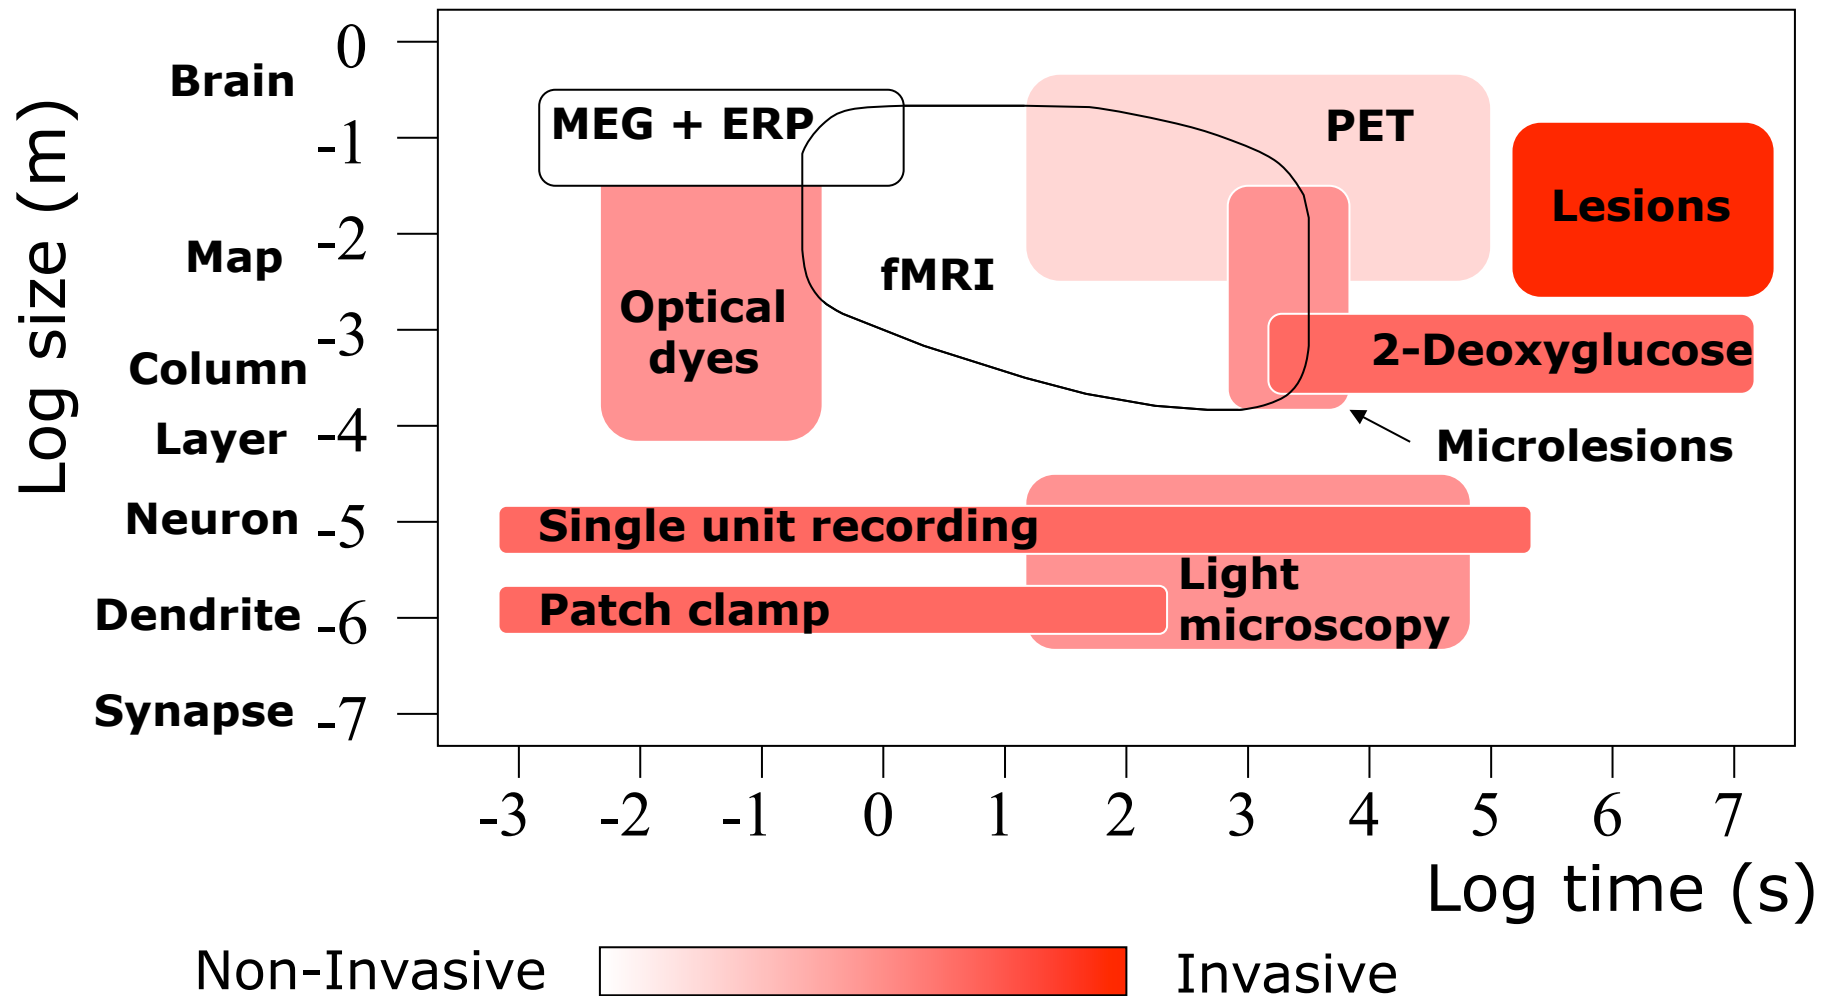 Log size (m)
0
Brain
-1
MEG + ERP
PET
Lesions
-2
Map
fMRI
Optical
dyes
-3
2-Deoxyglucose
Column
Layer
-4
Microlesions
Neuron
-5
Single unit recording
Light
microscopy
Dendrite
-6
Patch clamp
Synapse
-7
-3 -2 -1 0 1 2 3 4 5 6 7
Log time (s)
Non-Invasive
Invasive